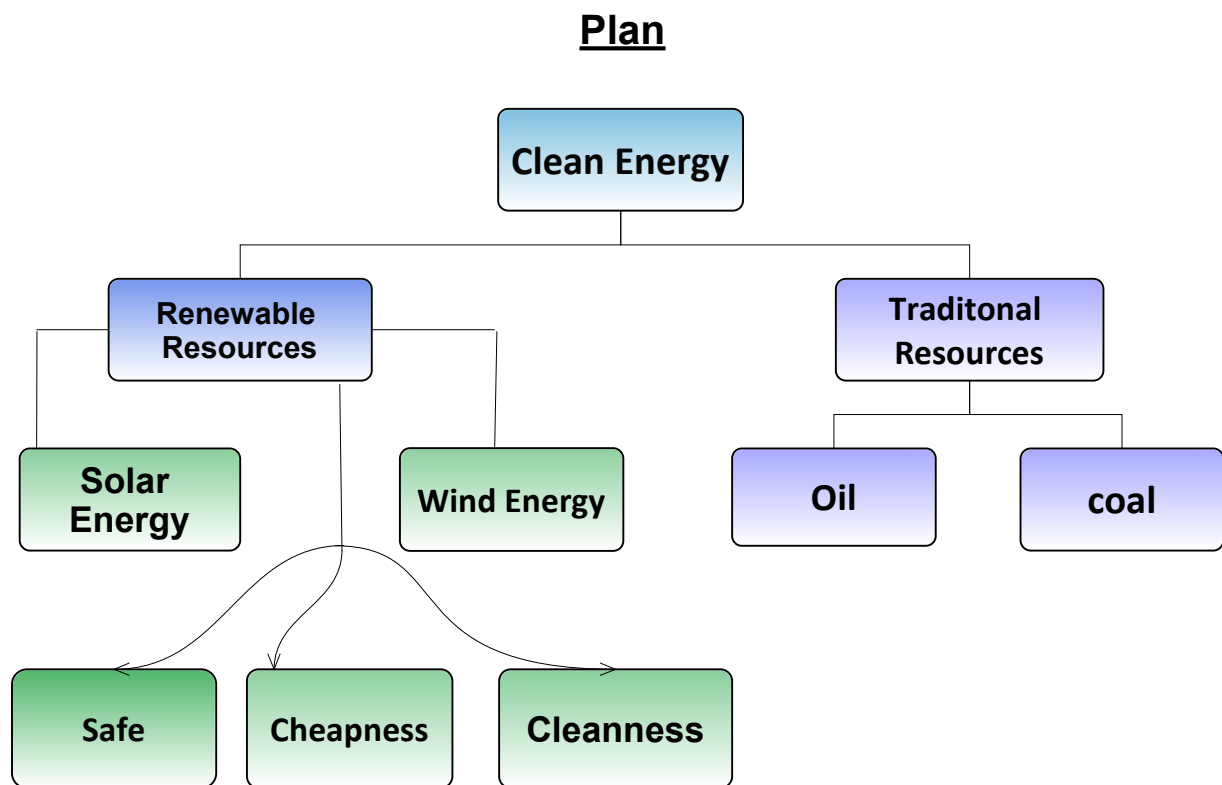 Plan
Clean Energy
Renewable
Resources
Traditonal
Resources
Solar
Energy
Wind Energy
Oil
coal
Safe
Cheapness
Cleanness